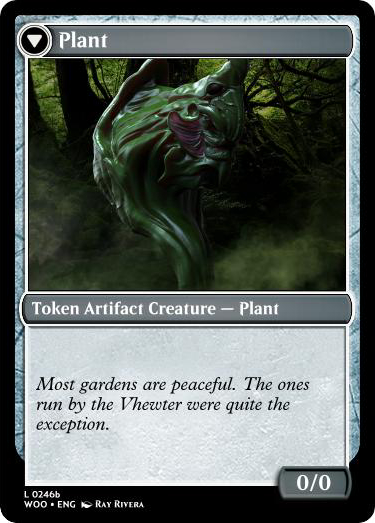 Plant
Token Artifact Creature — Plant
Most gardens are peaceful. The ones
run by the Vhewter were quite the
exception.
0/0
L 0246b
WOO • ENG Ray Rivera